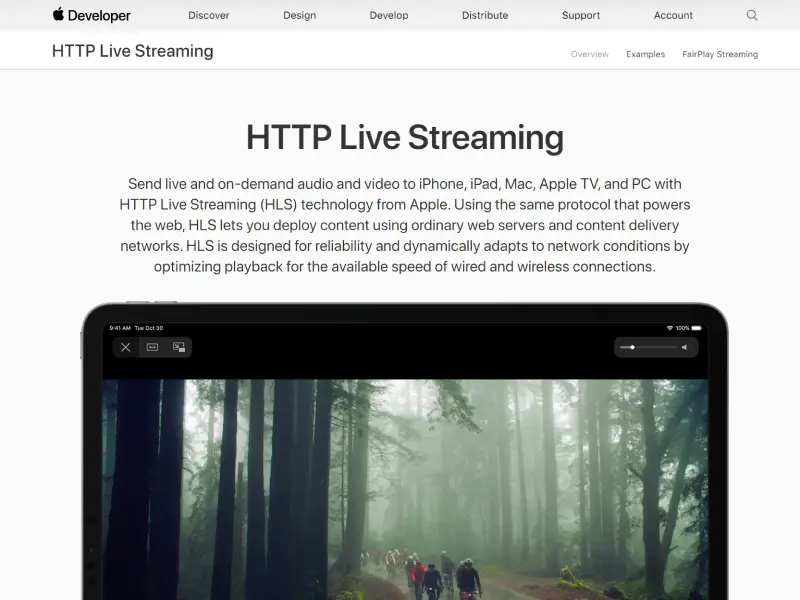 Developer
Discover
Design
Develop
Distribute
Support
Account
HTTP Live Streaming
Overview
Examples
FairPlay Streaming
HTTP Live Streaming
Send live and on-demand audio and video to iPhone, iPad, Mac, Apple TV, and PC with
HTTP Live Streaming (HLS) technology from Apple. Using the same protocol that powers
the web, HLS lets you deploy content using ordinary web servers and content delivery
networks. HLS is designed for reliability and dynamically adapts to network conditions by
optimizing playback for the available speed of wired and wireless connections.
9:41 AM Tue Oct 30
100%